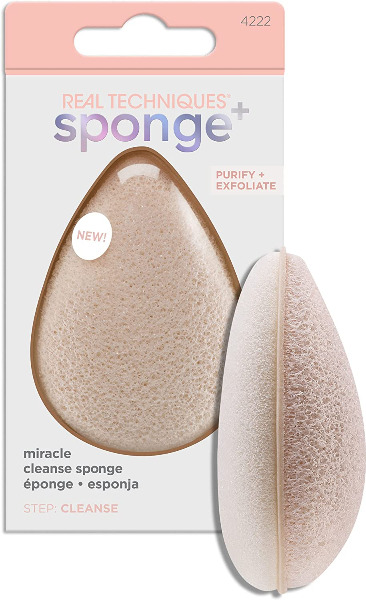 4222
REAL TECHNIQUES®
sponge+
PURIFY +
EXFOLIATE
NEW!
miracle
cleanse sponge
éponge • esponja
STEP: CLEANSE